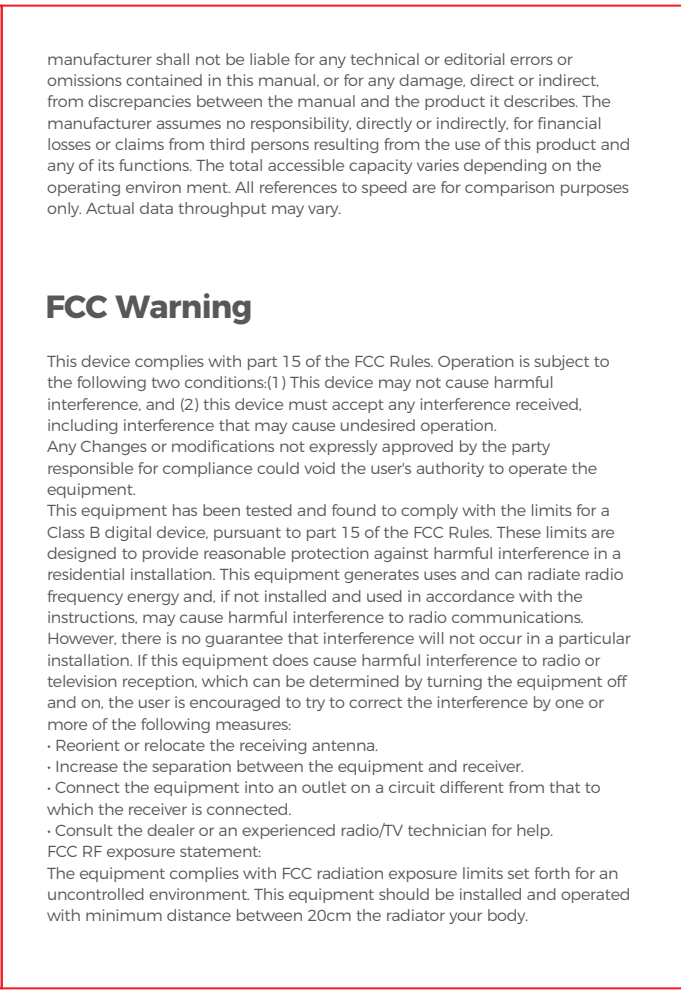 manufacturer shall not be liable for any technical or editorial errors or
omissions contained in this manual, or for any damage, direct or indirect,
from discrepancies between the manual and the product it describes. The
manufacturer assumes no responsibility, directly or indirectly, for financial
losses or claims from third persons resulting from the use of this product and
any of its functions. The total accessible capacity varies depending on the
operating environ ment. All references to speed are for comparison purposes
only. Actual data throughput may vary.
FCC Warning
This device complies with part 15 of the FCC Rules. Operation is subject to
the following two conditions:(1) This device may not cause harmful
interference, and (2) this device must accept any interference received,
including interference that may cause undesired operation.
Any Changes or modifications not expressly approved by the party
responsible for compliance could void the user's authority to operate the
equipment.
This equipment has been tested and found to comply with the limits for a
Class B digital device, pursuant to part 15 of the FCC Rules. These limits are
designed to provide reasonable protection against harmful interference in a
residential installation. This equipment generates uses and can radiate radio
frequency energy and, if not installed and used in accordance with the
instructions, may cause harmful interference to radio communications.
However, there is no guarantee that interference will not occur in a particular
installation. If this equipment does cause harmful interference to radio or
television reception, which can be determined by turning the equipment off
and on, the user is encouraged to try to correct the interference by one or
more of the following measures:
· Reorient or relocate the receiving antenna.
· Increase the separation between the equipment and receiver.
· Connect the equipment into an outlet on a circuit different from that to
which the receiver is connected.
· Consult the dealer or an experienced radio/TV technician for help.
FCC RF exposure statement:
The equipment complies with FCC radiation exposure limits set forth for an
uncontrolled environment. This equipment should be installed and operated
with minimum distance between 20cm the radiator your body.